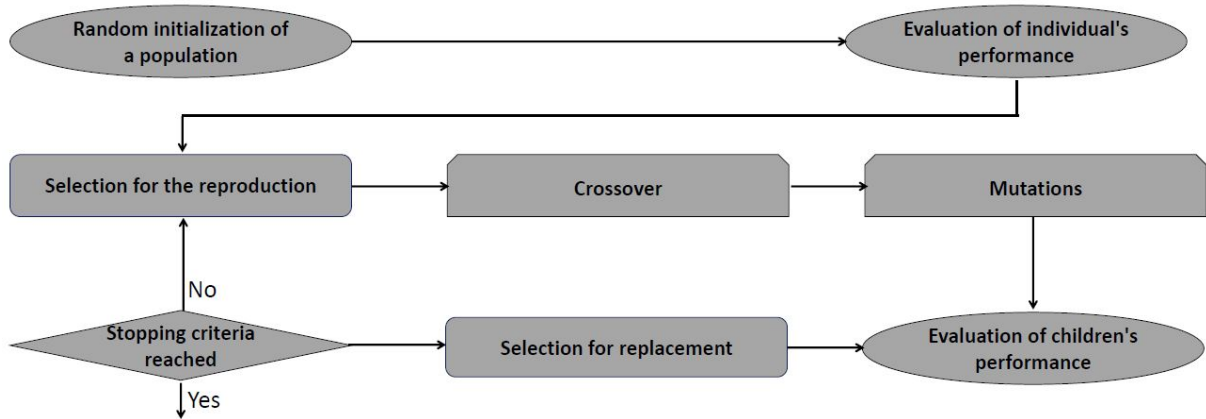 Random initialization of
a population
Evaluation of individual's
performance
Selection for the reproduction
Crossover
Mutations
No
Stopping criteria
reached
Selection for replacement
Evaluation of children's
performance
Yes